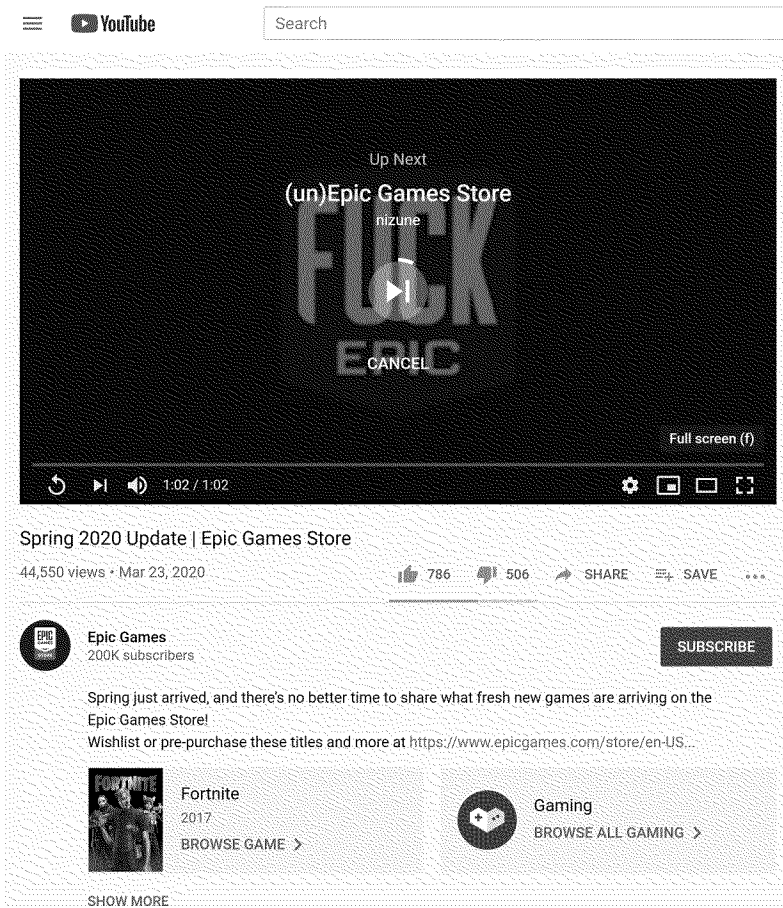 YouTube
Search
Up Next
(un)Epic Games Store
nizune
FUCK
EPIC
CANCEL
Full screen (f)
1:02 / 1:02
Spring 2020 Update | Epic Games Store
44,550 views • Mar 23, 2020
786 506 SHARE SAVE
EPIC
GAMES
STORE
Epic Games
200K subscribers
SUBSCRIBE
Spring just arrived, and there's no better time to share what fresh new games are arriving on the
Epic Games Store!
Wishlist or pre-purchase these titles and more at https://www.epicgames.com/store/en-US...
FORTNITE
Fortnite
2017
BROWSE GAME
Gaming
BROWSE ALL GAMING
SHOW MORE